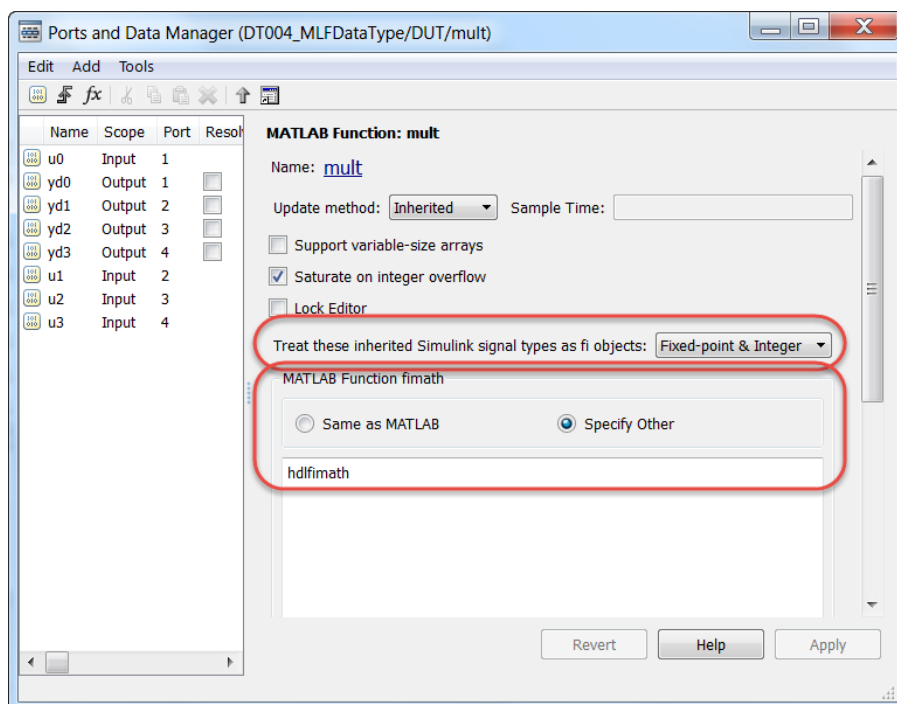 Ports and Data Manager (DT004_MLFDataType/DUT/mult)
Edit Add Tools
fx
Name Scope Port Resol
u0 Input 1
yd0 Output 1
yd1 Output 2
yd2 Output 3
yd3 Output 4
u1 Input 2
u2 Input 3
u3 Input 4
MATLAB Function: mult
Name: mult
Update method: Inherited Sample Time:
Support variable-size arrays
Saturate on integer overflow
Lock Editor
Treat these inherited Simulink signal types as fi objects: Fixed-point & Integer
MATLAB Function fimath
Same as MATLAB Specify Other
hdlfimath
Revert Help Apply